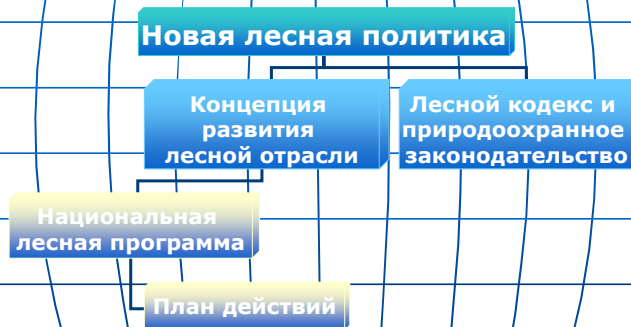 Новая лесная политика
Концепция
развития
лесной отрасли
Лесной кодекс и
природоохранное
законодательство
Национальная
лесная программа
План действий